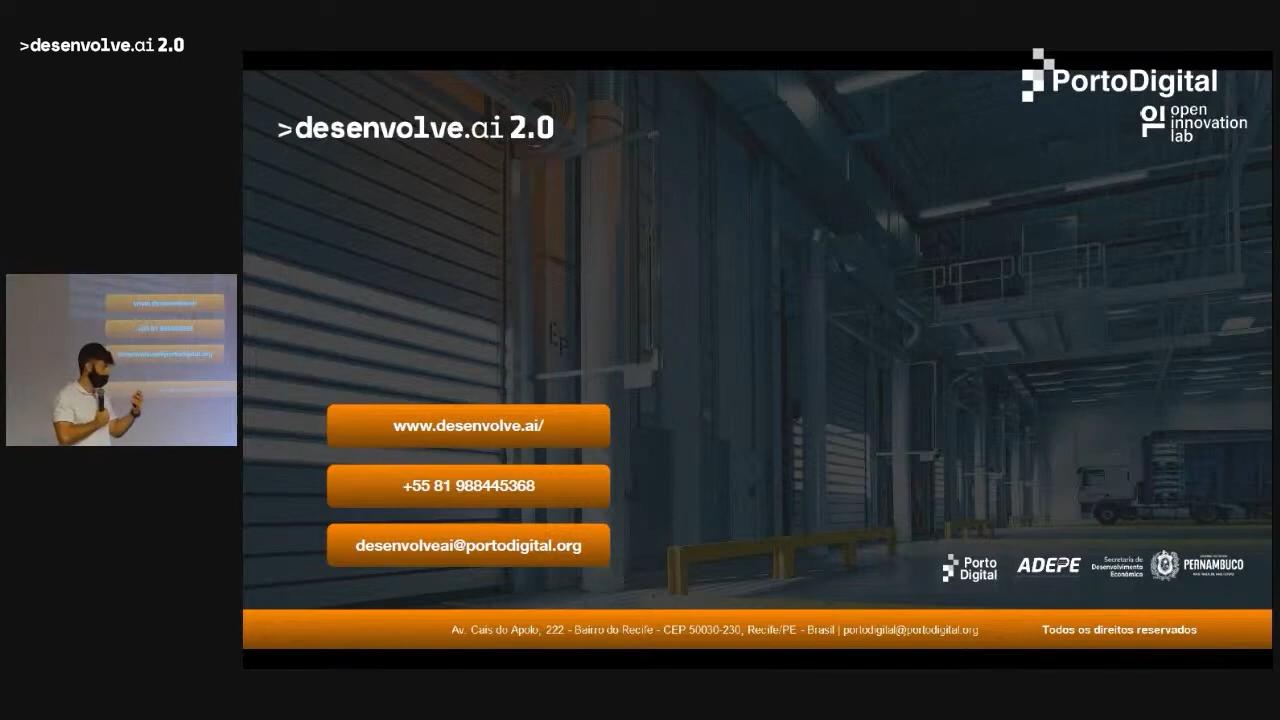 >desenvolve.ai 2.0
PortoDigital
open
innovation
lab
>desenvolve.ai 2.0
www.desenvolve.ai/
+55 81 988445368
desenvolveai@portodigital.org
Porto
Digital
ADEPE
Secretaria de
Desenvolvimento
Econômico
PERNAMBUCO
Av. Cais do Apolo, 222 - Bairro do Recife - CEP 50030-230, Recife/PE - Brasil | portodigital@portodigital.org
Todos os direitos reservados